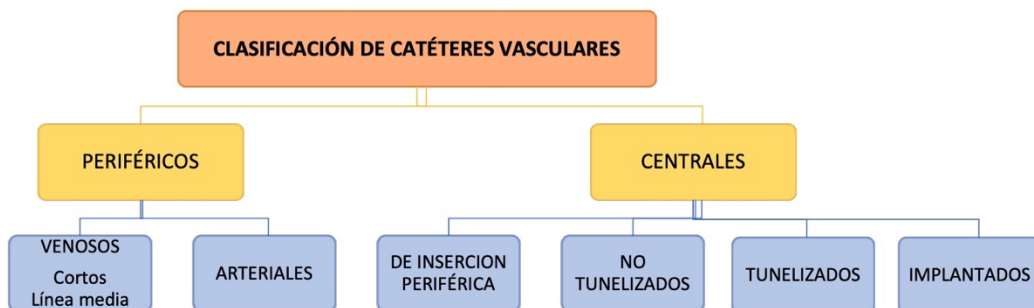 CLASIFICACIÓN DE CATÉTERES VASCULARES
PERIFÉRICOS
CENTRALES
VENOSOS
Cortos
Línea media
ARTERIALES
DE INSERCION
PERIFÉRICA
NO
TUNELIZADOS
TUNELIZADOS
IMPLANTADOS